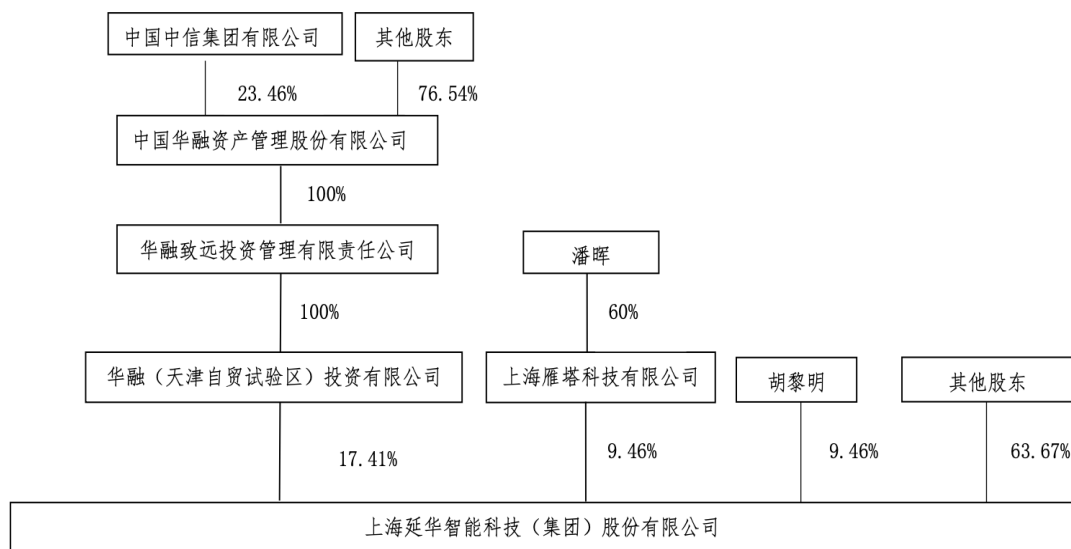 中国中信集团有限公司
其他股东
23.46%
76.54%
中国华融资产管理股份有限公司
100%
华融致远投资管理有限责任公司
潘晖
100%
60%
华融（天津自贸试验区）投资有限公司
上海雁塔科技有限公司
胡黎明
其他股东
17.41%
9.46%
9.46%
63.67%
上海延华智能科技（集团）股份有限公司